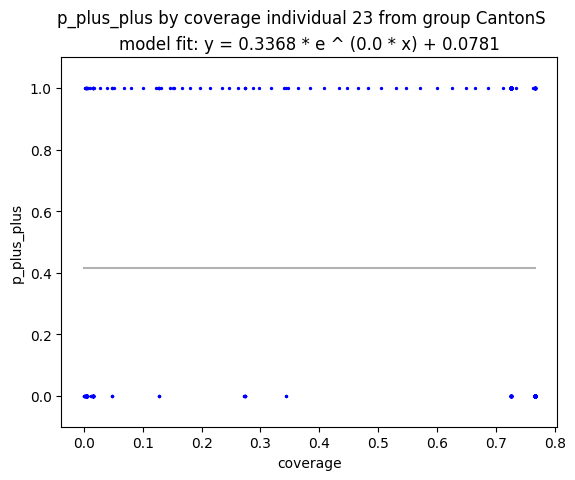 p_plus_plus by coverage individual 23 from group CantonS
model fit: y = 0.3368 * e ^ (0.0 * x) + 0.0781
1.0
0.8
0.6
0.4
0.2
0.0
p_plus_plus
0.0 0.1 0.2 0.3 0.4 0.5 0.6 0.7 0.8
coverage